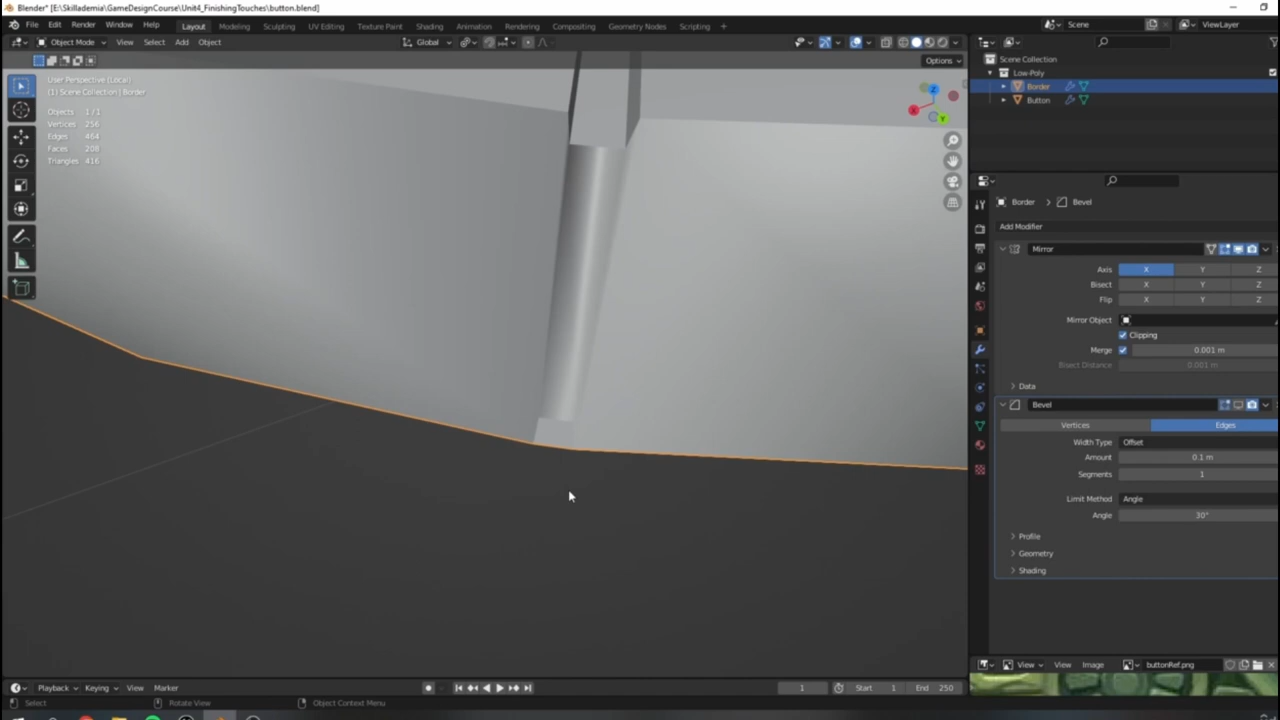 Blender* [E:\Skillademia\GameDesignCourse\Unit4_FinishingTouches\button.blend]
File Edit Render Window Help Layout Modeling Sculpting UV Editing Texture Paint Shading Animation Rendering Compositing Geometry Nodes Scripting Scene ViewLayer
Object Mode View Select Add Object Global
Options
User Perspective (Local)
(1) Scene Collection | Border
Objects 1/1
Vertices 256
Edges 464
Faces 208
Triangles 416
X
Y
Z
Scene Collection
Low-Poly
Border
Button
Border > Bevel
Add Modifier
Mirror
Axis X Y Z
Bisect X Y Z
Flip X Y Z
Mirror Object
Clipping
Merge 0.001 m
Bisect Distance 0.001 m
Data
Bevel
Vertices Edges
Width Type Offset
Amount 0.1 m
Segments 1
Limit Method Angle
Angle 30°
Profile
Geometry
Shading
View View Image buttonRef.png
Playback Keying View Marker 1 Start 1 End 250
Select Rotate View Object Context Menu